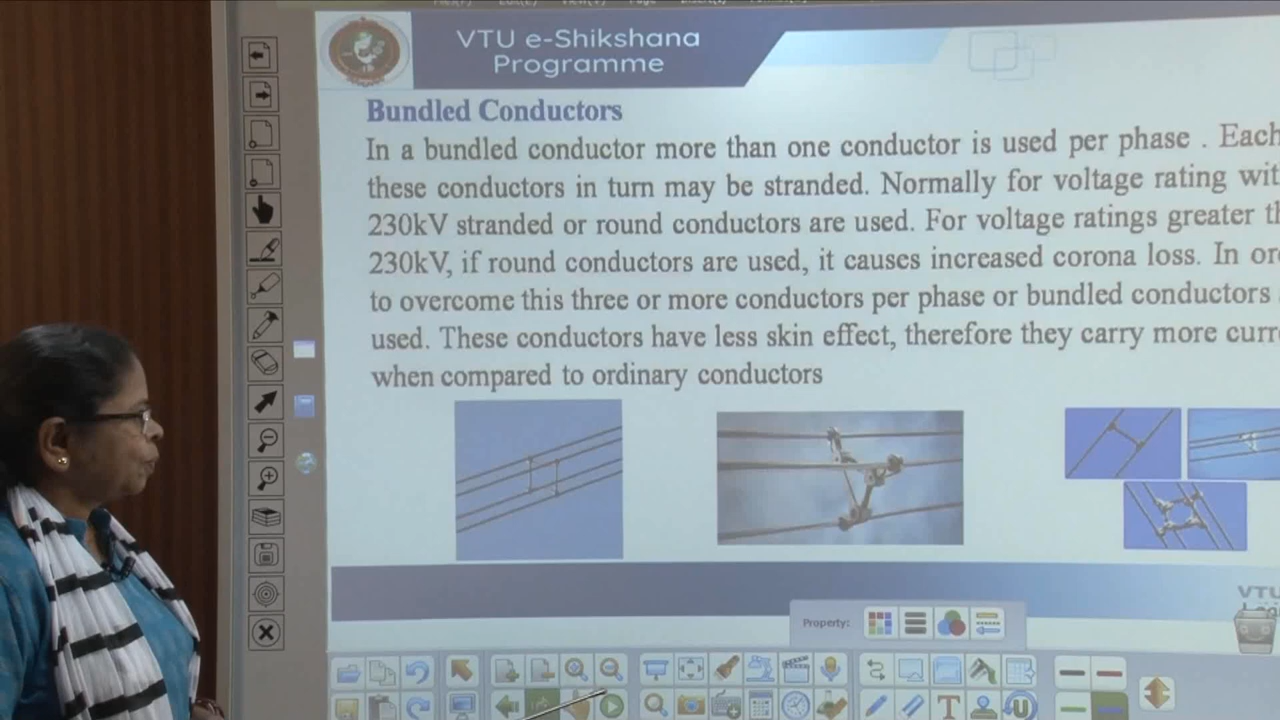 VTU e-Shikshana
Programme
Bundled Conductors
In a bundled conductor more than one conductor is used per phase . Each
these conductors in turn may be stranded. Normally for voltage rating
230kV stranded or round conductors are used. For voltage ratings greater
230kV, if round conductors are used, it causes increased corona loss. In
to overcome this three or more conductors per phase or bundled conductors
used. These conductors have less skin effect, therefore they carry more
when compared to ordinary conductors
VTU
Property: